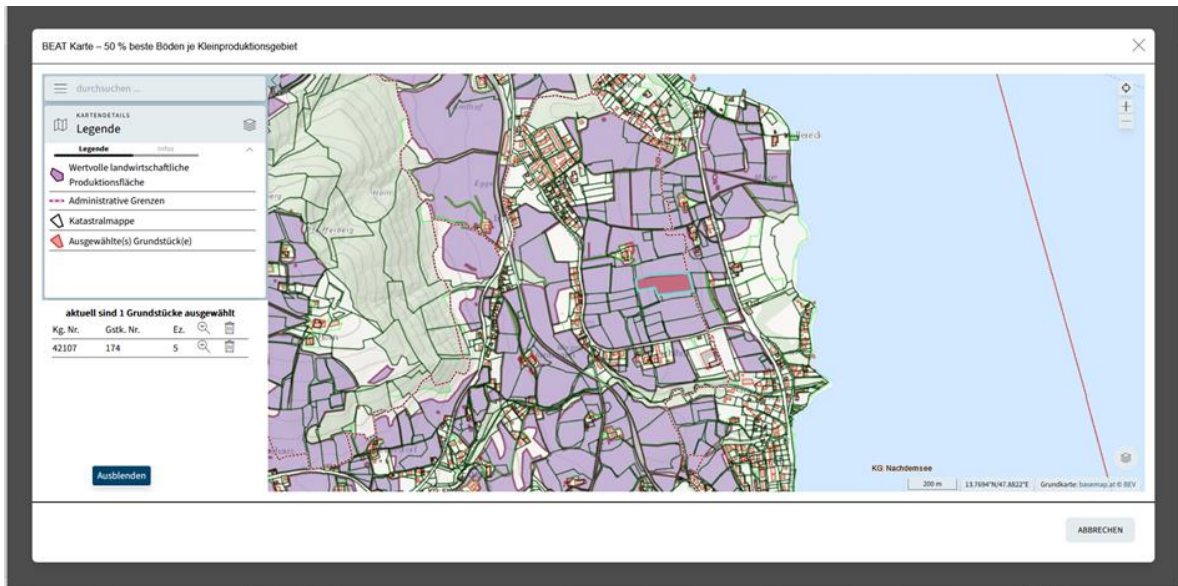 BEAT Karte – 50 % beste Böden je Kleinproduktionsgebiet
durchsuchen ...
KARTENDETAILS
Legende
Legende Infos
Wertvolle landwirtschaftliche
Produktionsfläche
Administrative Grenzen
Katastralmappe
Ausgewählte(s) Grundstück(e)
aktuell sind 1 Grundstücke ausgewählt
Kg. Nr. Gstk. Nr. Ez.
42107 174 5
Ausblenden
KG Nachdemsee
200 m 13.7694°N/47.8822°E Grundkarte: basemap.at © BEV
ABBRECHEN